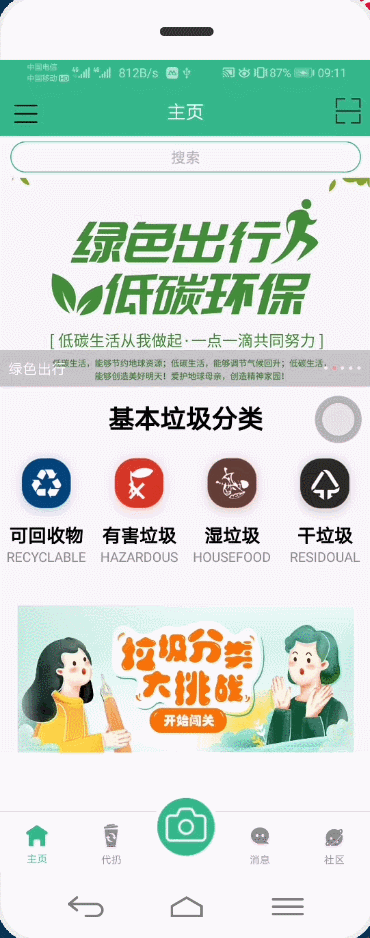 中国电信
中国移动 HD
4G 4G 812B/s 87% 09:11
主页
搜索
绿色出行
低碳环保
[ 低碳生活从我做起·一点一滴共同努力 ]
低碳生活，能够节约地球资源；低碳生活，能够调节气候回升；低碳生活，
能够创造美好明天！爱护地球母亲，创造精神家园！
绿色出行
基本垃圾分类
可回收物 有害垃圾 湿垃圾 干垃圾
RECYCLABLE HAZARDOUS HOUSEFOOD RESIDOUAL
垃圾分类
大挑战
开始闯关
主页 代扔 消息 社区